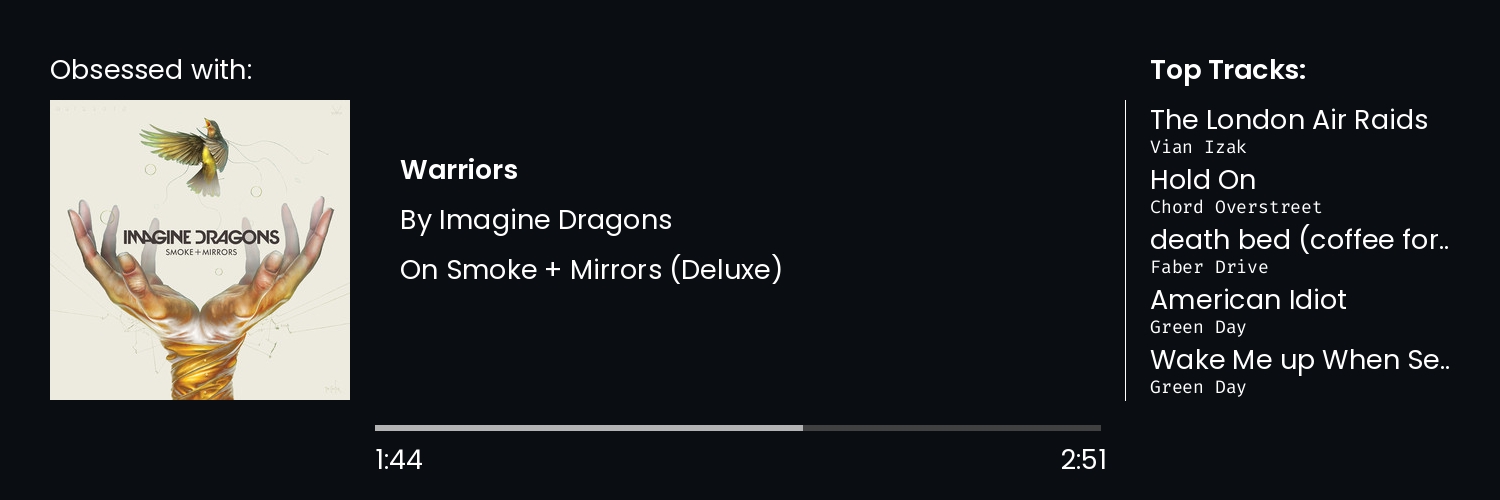 Obsessed with:
IMAGINE DRAGONS
SMOKE + MIRRORS
Warriors
By Imagine Dragons
On Smoke + Mirrors (Deluxe)
1:44
2:51
Top Tracks:
The London Air Raids
Vian Izak
Hold On
Chord Overstreet
death bed (coffee for..
Faber Drive
American Idiot
Green Day
Wake Me up When Se..
Green Day